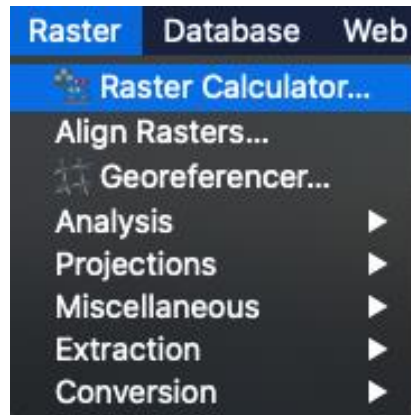 Raster Database Web
Raster Calculator...
Align Rasters...
Georeferencer...
Analysis
Projections
Miscellaneous
Extraction
Conversion